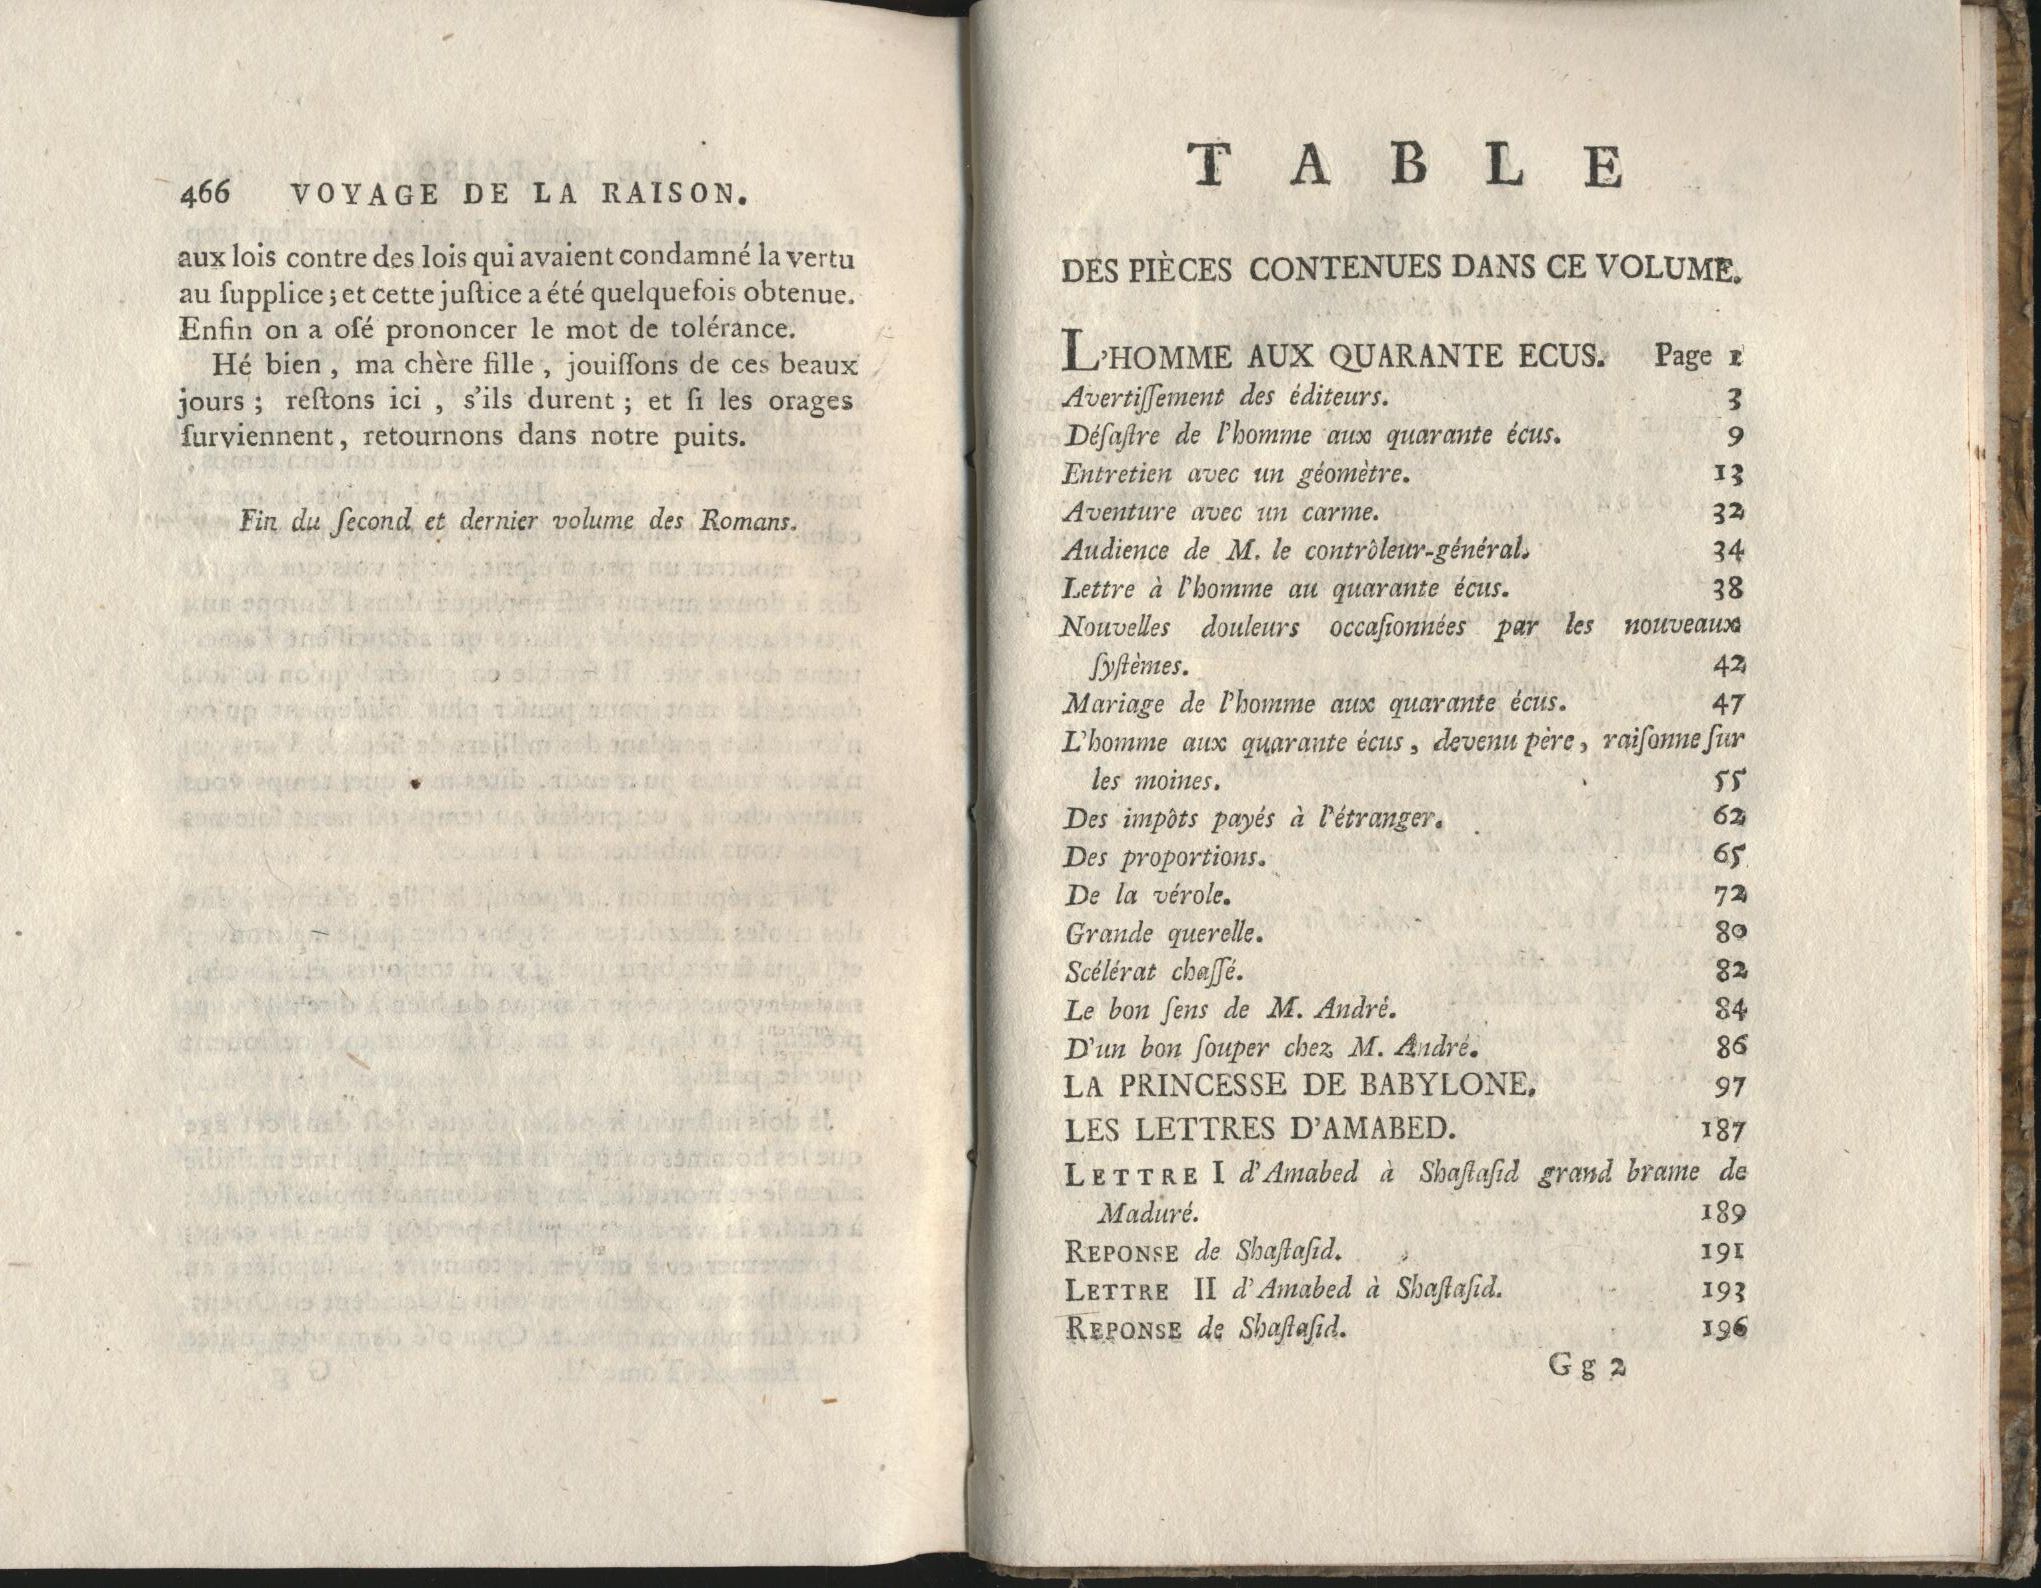 466 VOYAGE DE LA RAISON.
aux lois contre des lois qui avaient condamné la vertu
au ſupplice ; et cette juſtice a été quelquefois obtenue.
Enfin on a oſé prononcer le mot de tolérance.
Hé bien , ma chère fille , jouiſſons de ces beaux
jours ; reſtons ici , s'ils durent ; et ſi les orages
ſurviennent, retournons dans notre puits.
Fin du ſecond et dernier volume des Romans.
TABLE
DES PIÈCES CONTENUES DANS CE VOLUME.
L'HOMME AUX QUARANTE ECUS. Page 1
Avertiſſement des éditeurs. 3
Déſaſtre de l'homme aux quarante écus. 9
Entretien avec un géomètre. 13
Aventure avec un carme. 32
Audience de M. le contrôleur-général. 34
Lettre à l'homme au quarante écus. 38
Nouvelles douleurs occaſionnées par les nouveaux
ſyſtèmes. 42
Mariage de l'homme aux quarante écus. 47
L'homme aux quarante écus , devenu père, raiſonne ſur
les moines. 55
Des impôts payés à l'étranger. 62
Des proportions. 65
De la vérole. 72
Grande querelle. 80
Scélérat chaſſé. 82
Le bon ſens de M. André. 84
D'un bon ſouper chez M. André. 86
LA PRINCESSE DE BABYLONE. 97
LES LETTRES D'AMABED. 187
LETTRE I d'Amabed à Shaſtaſid grand brame de
Maduré. 189
REPONSE de Shaſtaſid. 191
LETTRE II d'Amabed à Shaſtaſid. 193
REPONSE de Shaſtaſid. 196
G g 2